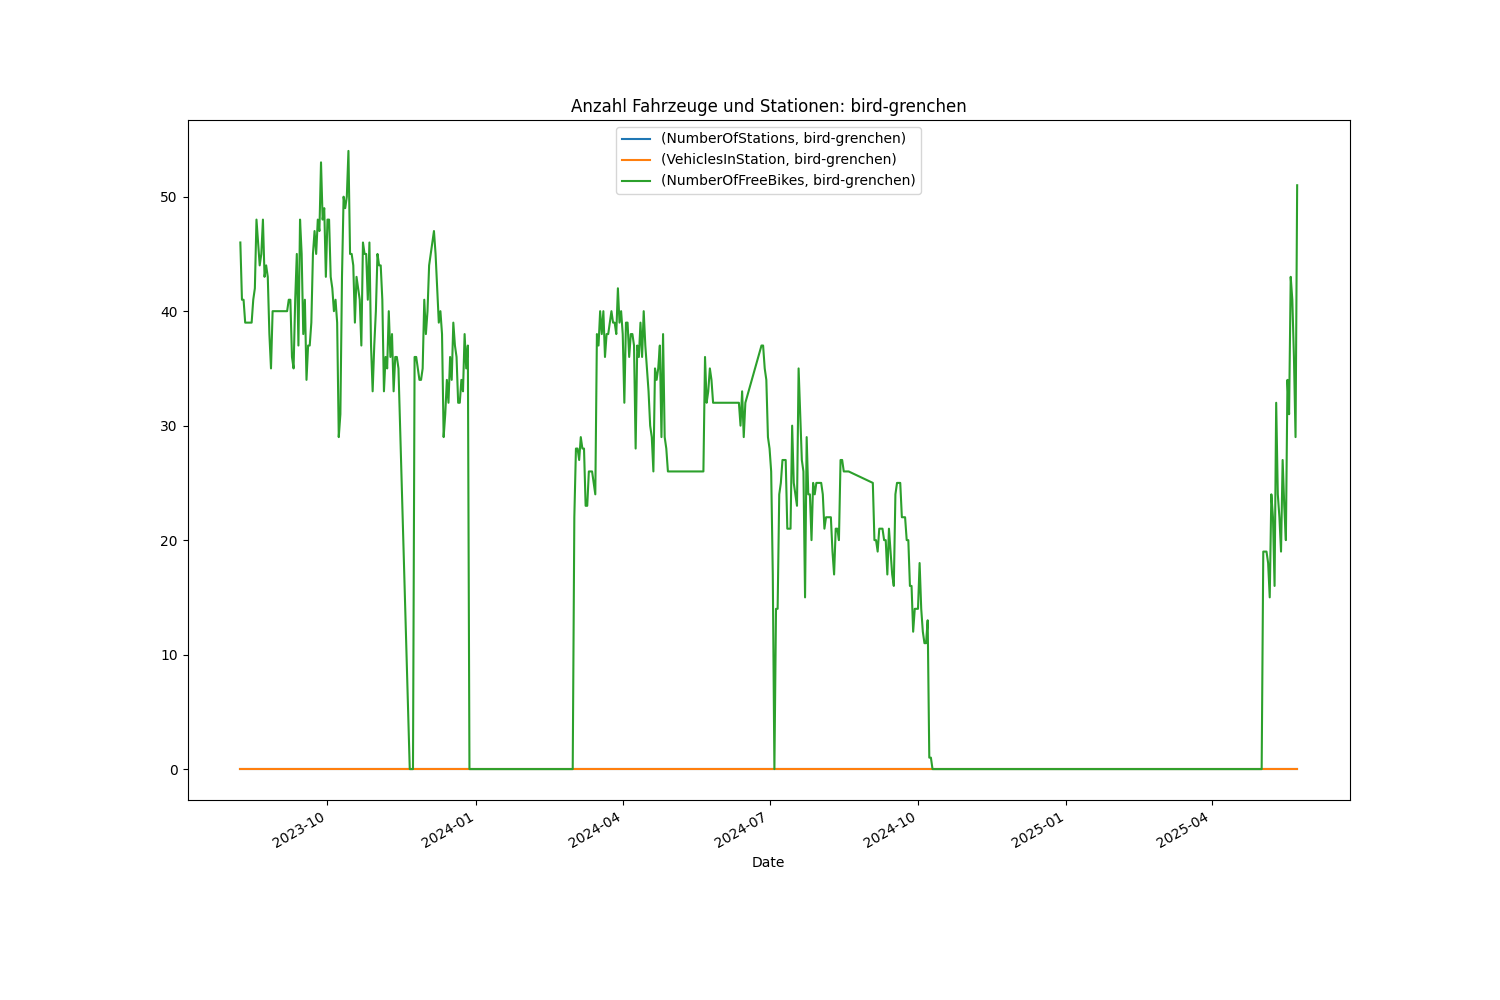 Anzahl Fahrzeuge und Stationen: bird-grenchen
(NumberOfStations, bird-grenchen)
(VehiclesInStation, bird-grenchen)
(NumberOfFreeBikes, bird-grenchen)
50
40
30
20
10
0
2023-10
2024-01
2024-04
2024-07
2024-10
2025-01
2025-04
Date